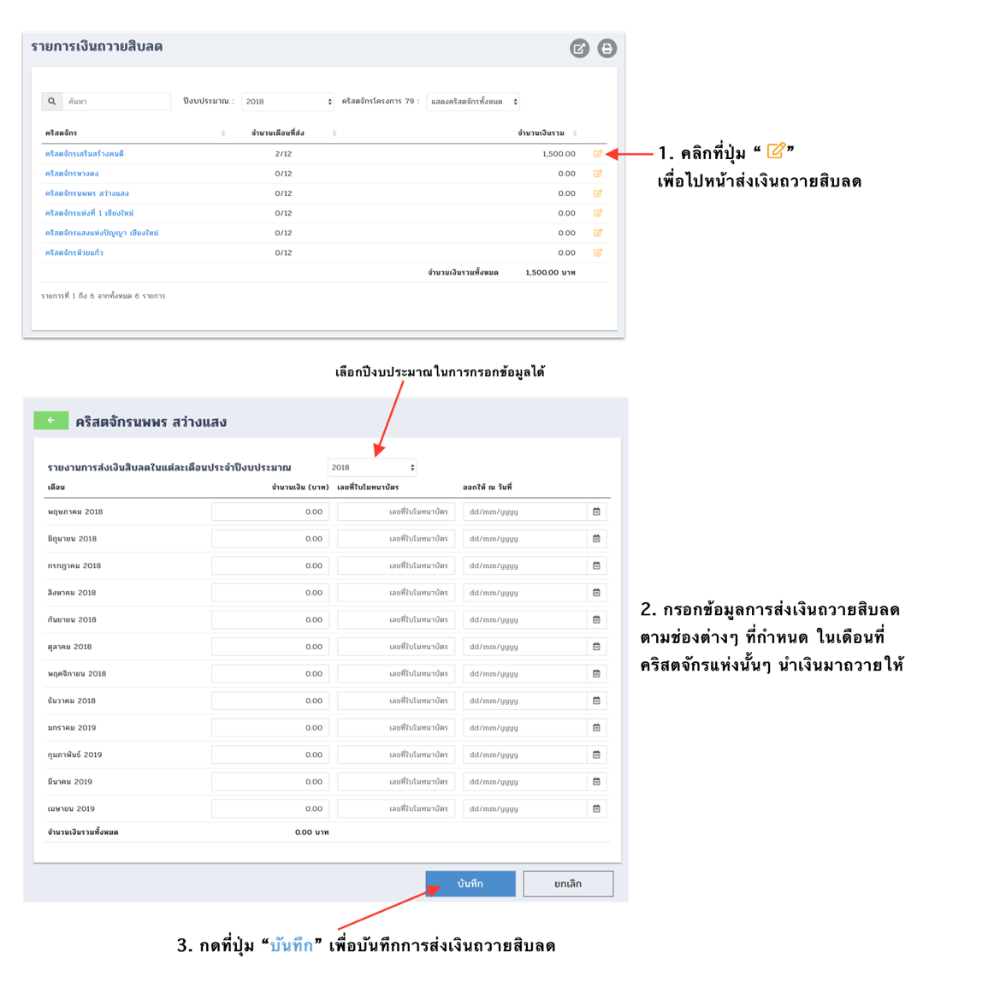 รายการเงินถวายสิบลด
ค้นหา ปีงบประมาณ : 2018 คริสตจักรโครงการ 79 : แสดงคริสตจักรทั้งหมด
คริสตจักร จำนวนเดือนที่ส่ง จำนวนเงินรวม
คริสตจักรเสริมสร้างคนดี 2/12 1,500.00
คริสตจักรหางดง 0/12 0.00
คริสตจักรนพพร สว่างแสง 0/12 0.00
คริสตจักรแห่งที่ 1 เชียงใหม่ 0/12 0.00
คริสตจักรแสงแห่งปัญญา เชียงใหม่ 0/12 0.00
คริสตจักรห้วยแก้ว 0/12 0.00
จำนวนเงินรวมทั้งหมด 1,500.00 บาท
รายการที่ 1 ถึง 6 จากทั้งหมด 6 รายการ
1. คลิกที่ปุ่ม “ ”
เพื่อไปหน้าส่งเงินถวายสิบลด
เลือกปีงบประมาณในการกรอกข้อมูลได้
คริสตจักรนพพร สว่างแสง
รายงานการส่งเงินสิบลดในแต่ละเดือนประจำปีงบประมาณ 2018
เดือน จำนวนเงิน (บาท) เลขที่ใบโมทนาบัตร ออกให้ ณ วันที่
พฤษภาคม 2018 0.00 เลขที่ใบโมทนาบัตร dd/mm/yyyy
มิถุนายน 2018 0.00 เลขที่ใบโมทนาบัตร dd/mm/yyyy
กรกฎาคม 2018 0.00 เลขที่ใบโมทนาบัตร dd/mm/yyyy
สิงหาคม 2018 0.00 เลขที่ใบโมทนาบัตร dd/mm/yyyy
กันยายน 2018 0.00 เลขที่ใบโมทนาบัตร dd/mm/yyyy
ตุลาคม 2018 0.00 เลขที่ใบโมทนาบัตร dd/mm/yyyy
พฤศจิกายน 2018 0.00 เลขที่ใบโมทนาบัตร dd/mm/yyyy
ธันวาคม 2018 0.00 เลขที่ใบโมทนาบัตร dd/mm/yyyy
มกราคม 2019 0.00 เลขที่ใบโมทนาบัตร dd/mm/yyyy
กุมภาพันธ์ 2019 0.00 เลขที่ใบโมทนาบัตร dd/mm/yyyy
มีนาคม 2019 0.00 เลขที่ใบโมทนาบัตร dd/mm/yyyy
เมษายน 2019 0.00 เลขที่ใบโมทนาบัตร dd/mm/yyyy
จำนวนเงินรวมทั้งหมด 0.00 บาท
บันทึก ยกเลิก
2. กรอกข้อมูลการส่งเงินถวายสิบลด
ตามช่องต่างๆ ที่กำหนด ในเดือนที่
คริสตจักรแห่งนั้นๆ นำเงินมาถวายให้
3. กดที่ปุ่ม “บันทึก” เพื่อบันทึกการส่งเงินถวายสิบลด